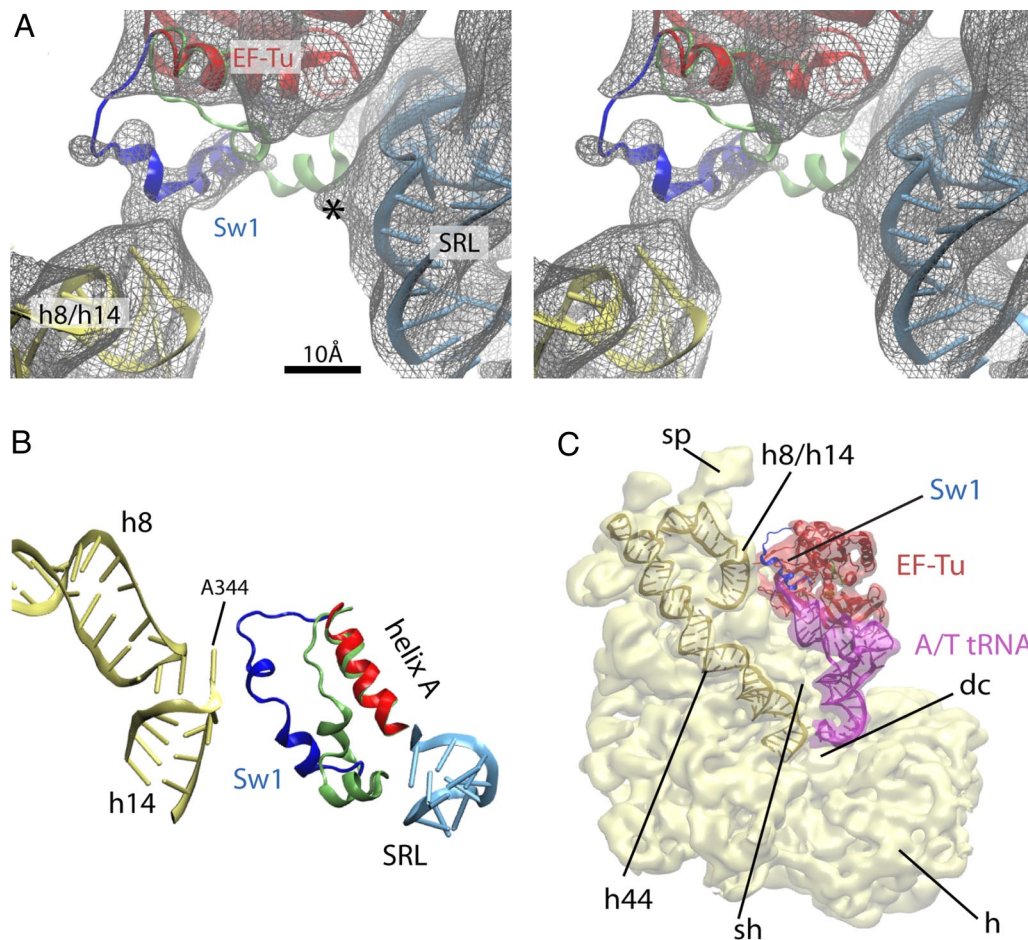 A
EF-Tu
Sw1
*
SRL
h8/h14
10Å
B
h8
A344
helix A
Sw1
h14
SRL
C
sp
h8/h14
Sw1
EF-Tu
A/T tRNA
dc
h44
sh
h